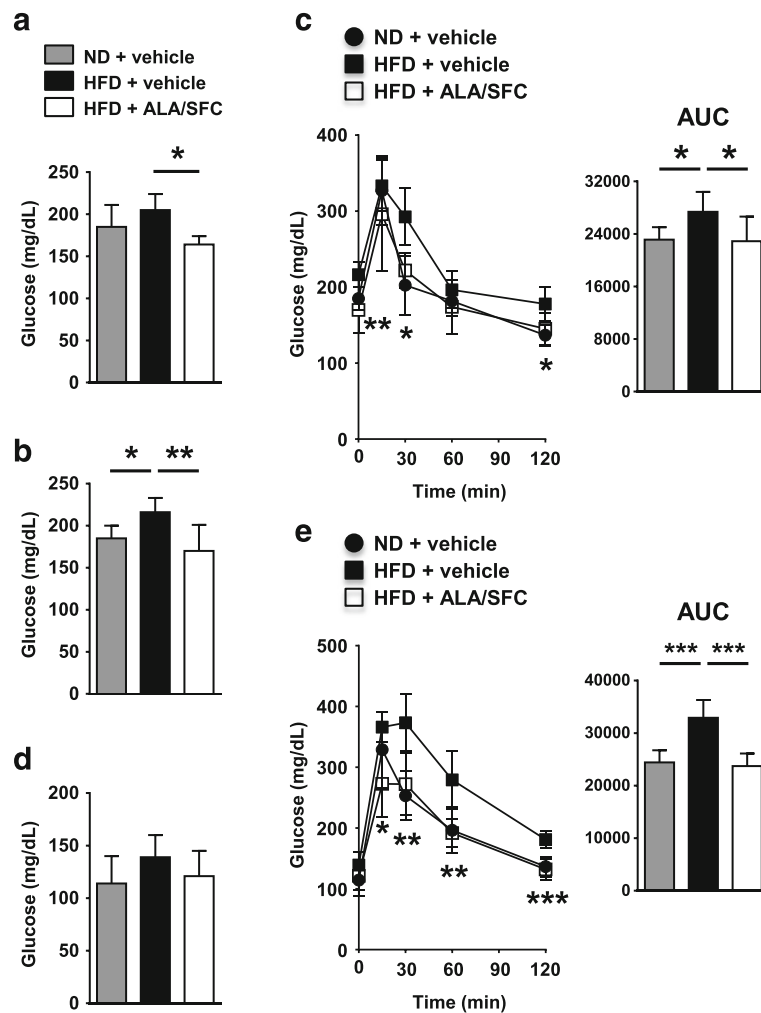 a
ND + vehicle
HFD + vehicle
HFD + ALA/SFC
*
250
200
150
100
50
0
Glucose (mg/dL)
b
* **
250
200
150
100
50
0
Glucose (mg/dL)
d
200
150
100
50
0
Glucose (mg/dL)
c
ND + vehicle
HFD + vehicle
HFD + ALA/SFC
400
300
200
100
0
Glucose (mg/dL)
** * *
0 30 60 90 120
Time (min)
AUC
* *
32000
24000
16000
8000
0
e
ND + vehicle
HFD + vehicle
HFD + ALA/SFC
500
400
300
200
100
0
Glucose (mg/dL)
* ** ** ***
0 30 60 90 120
Time (min)
AUC
*** ***
40000
30000
20000
10000
0